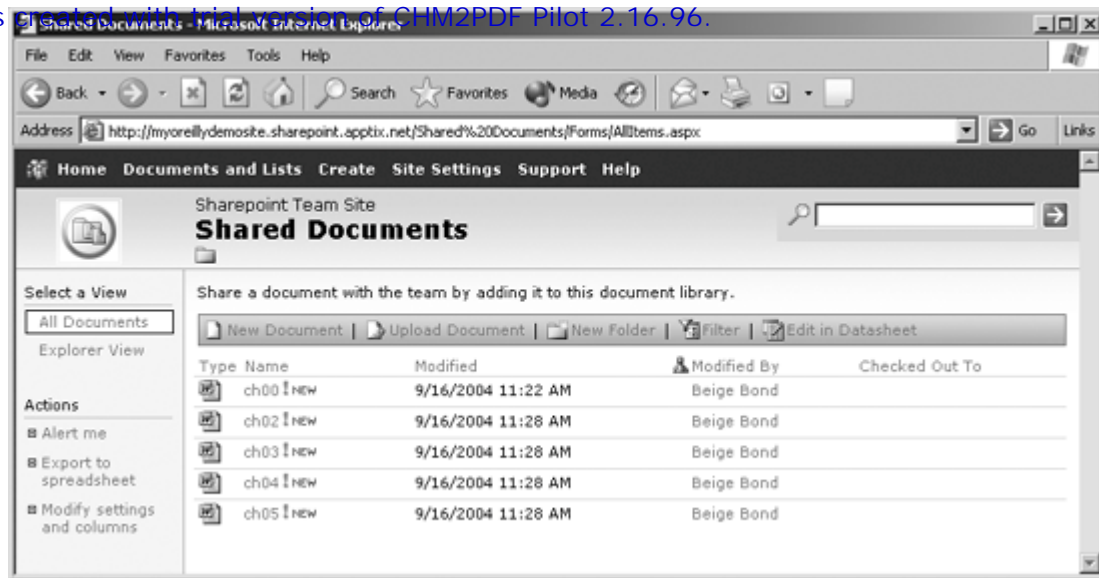 s created with trial version of CHM2PDF Pilot 2.16.96.
Shared Documents - Microsoft Internet Explorer
File Edit View Favorites Tools Help
Back Search Favorites Media
Address http://myoreillydemosite.sharepoint.apptix.net/Shared%20Documents/Forms/AllItems.aspx Go Links
Home Documents and Lists Create Site Settings Support Help
Sharepoint Team Site
Shared Documents
Select a View
All Documents
Explorer View
Actions
Alert me
Export to
spreadsheet
Modify settings
and columns
Share a document with the team by adding it to this document library.
New Document | Upload Document | New Folder | Filter | Edit in Datasheet
Type Name Modified Modified By Checked Out To
ch00 ! NEW 9/16/2004 11:22 AM Beige Bond
ch02 ! NEW 9/16/2004 11:28 AM Beige Bond
ch03 ! NEW 9/16/2004 11:28 AM Beige Bond
ch04 ! NEW 9/16/2004 11:28 AM Beige Bond
ch05 ! NEW 9/16/2004 11:28 AM Beige Bond